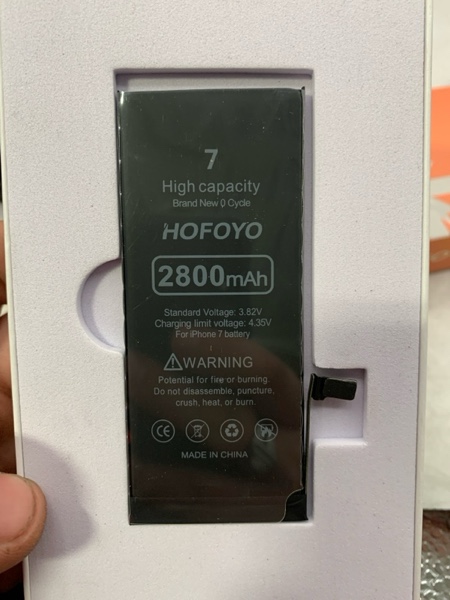 7
High capacity
Brand New 0 Cycle
HOFOYO
2800mAh
Standard Voltage: 3.82V
Charging limit voltage: 4.35V
For iPhone 7 battery
WARNING
Potential for fire or burning.
Do not disassemble, puncture,
crush, heat, or burn.
CE
MADE IN CHINA